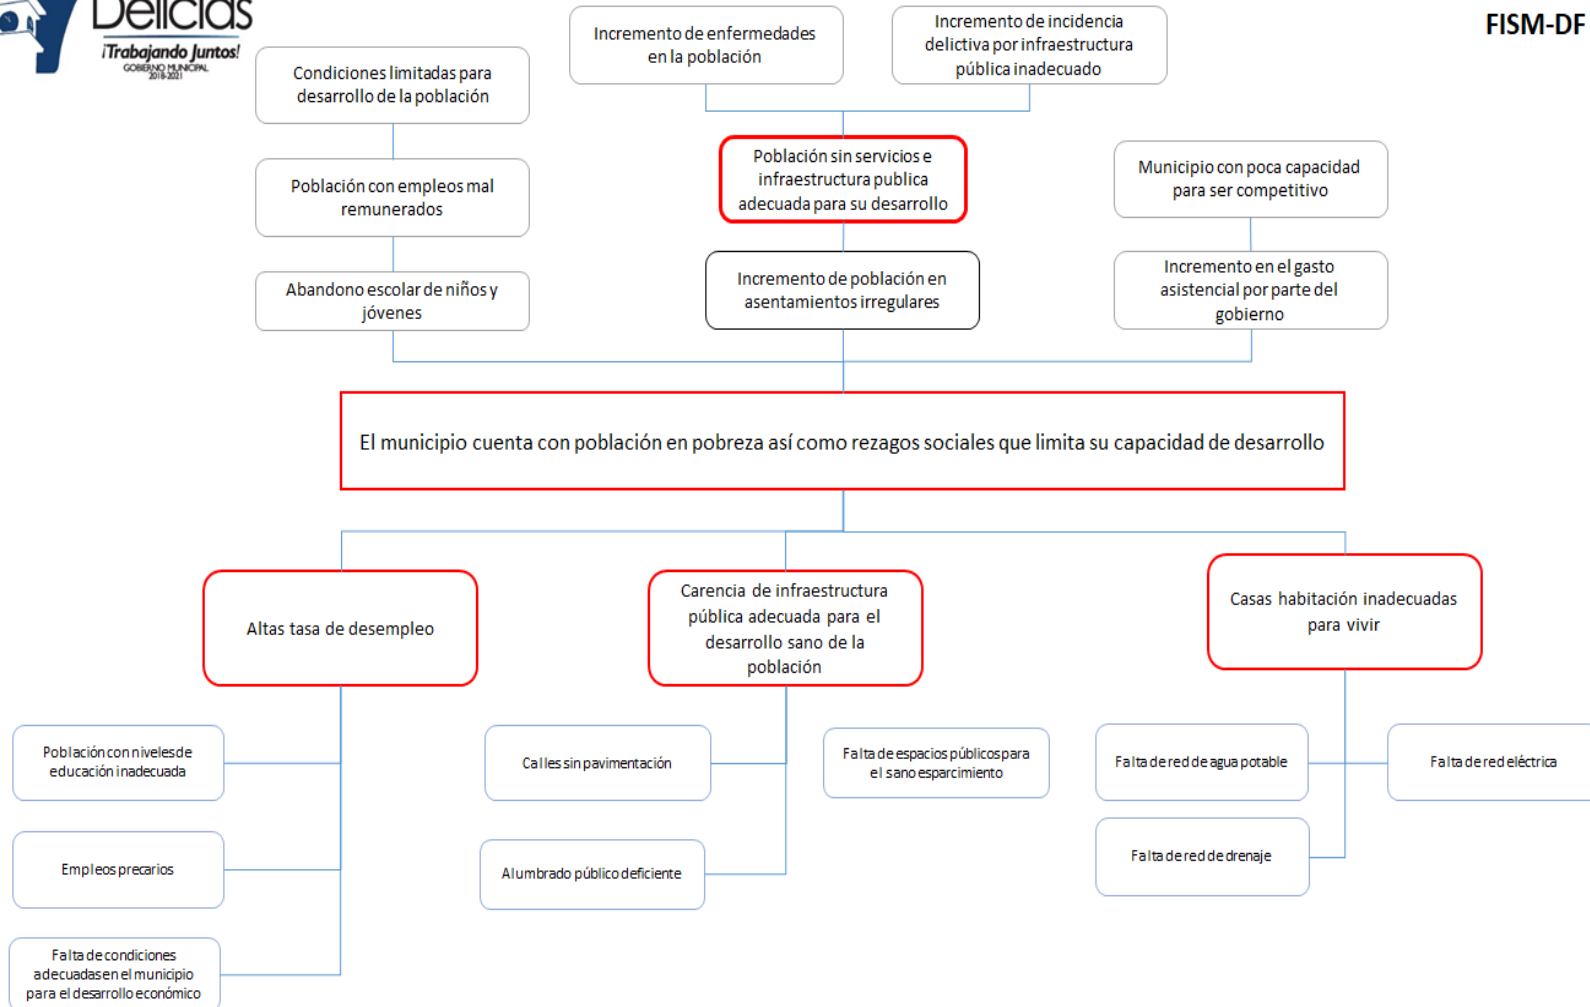 Delicias
¡Trabajando Juntos!
GOBIERNO MUNICIPAL
2018-2021
FISM-DF
Incremento de enfermedades
en la población
Incremento de incidencia
delictiva por infraestructura
pública inadecuado
Condiciones limitadas para
desarrollo de la población
Población con empleos mal
remunerados
Población sin servicios e
infraestructura publica
adecuada para su desarrollo
Municipio con poca capacidad
para ser competitivo
Abandono escolar de niños y
jóvenes
Incremento de población en
asentamientos irregulares
Incremento en el gasto
asistencial por parte del
gobierno
El municipio cuenta con población en pobreza así como rezagos sociales que limita su capacidad de desarrollo
Altas tasa de desempleo
Carencia de infraestructura
pública adecuada para el
desarrollo sano de la
población
Casas habitación inadecuadas
para vivir
Población con niveles de
educación inadecuada
Calles sin pavimentación
Falta de espacios públicos para
el sano esparcimiento
Falta de red de agua potable
Falta de red eléctrica
Empleos precarios
Alumbrado público deficiente
Falta de red de drenaje
Falta de condiciones
adecuadas en el municipio
para el desarrollo económico